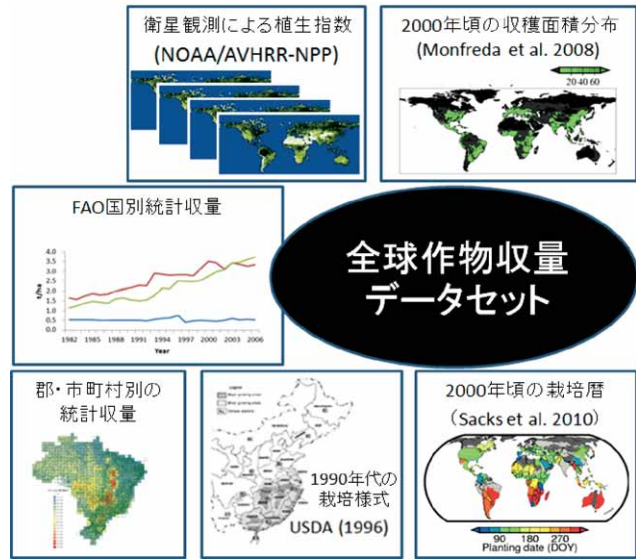 衛星観測による植生指数
(NOAA/AVHRR-NPP)
2000年頃の収穫面積分布
(Monfreda et al. 2008)
20 40 60
FAO国別統計収量
4.0
3.5
3.0
2.5
2.0
1.5
1.0
0.5
0.0
t/ha
1982 1985 1988 1991 1994 1997 2000 2003 2006
Year
全球作物収量
データセット
郡・市町村別の
統計収量
1990年代の
栽培様式
USDA (1996)
2000年頃の栽培暦
(Sacks et al. 2010)
90 180 270
Planting date (DOY)